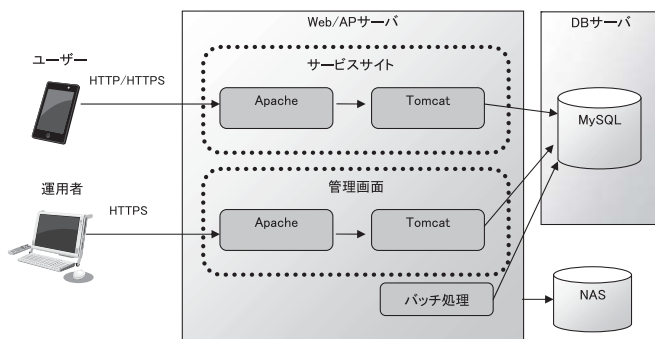 Web/APサーバ
DBサーバ
ユーザー
サービスサイト
HTTP/HTTPS
Apache
Tomcat
MySQL
運用者
管理画面
HTTPS
Apache
Tomcat
バッチ処理
NAS